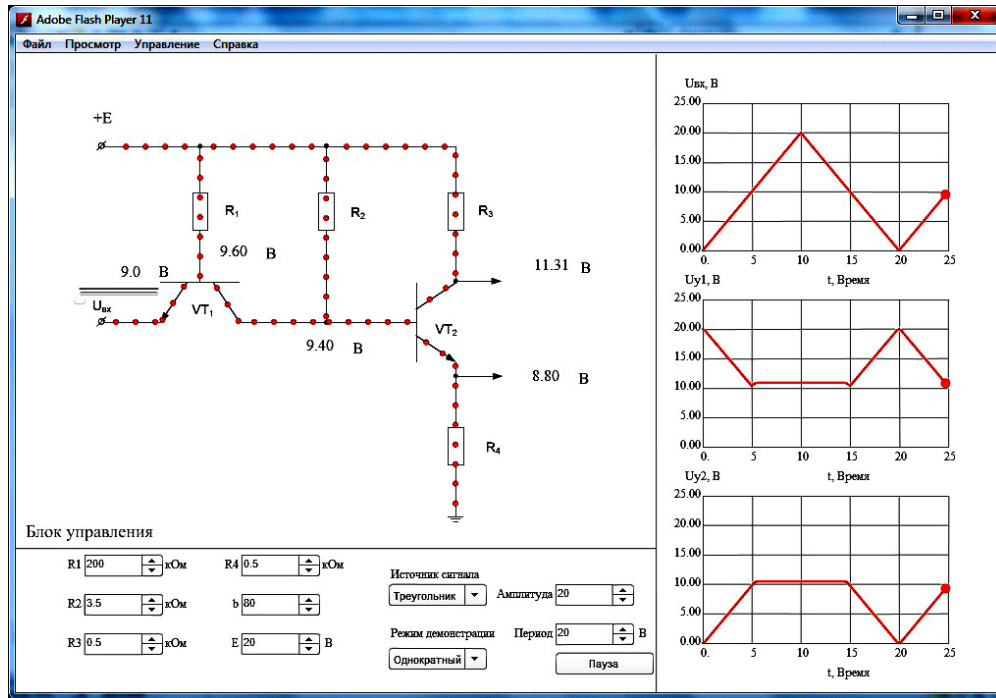 Adobe Flash Player 11
Файл Просмотр Управление Справка
+E
R1
R2
R3
9.60 В
9.0 В
11.31 В
Uвх
VT1
VT2
9.40 В
8.80 В
R4
Блок управления
R1 200 кОм
R4 0.5 кОм
R2 3.5 кОм
b 80
R3 0.5 кОм
E 20 В
Источник сигнала
Треугольник
Амплитуда 20
Режим демонстрации
Однократный
Период 20 В
Пауза
Uвх, В
25.00
20.00
15.00
10.00
5.00
0.00
0. 5 10 15 20 25
t, Время
Uу1, В
25.00
20.00
15.00
10.00
5.00
0.00
0. 5 10 15 20 25
t, Время
Uу2, В
25.00
20.00
15.00
10.00
5.00
0.00
0. 5 10 15 20 25
t, Время